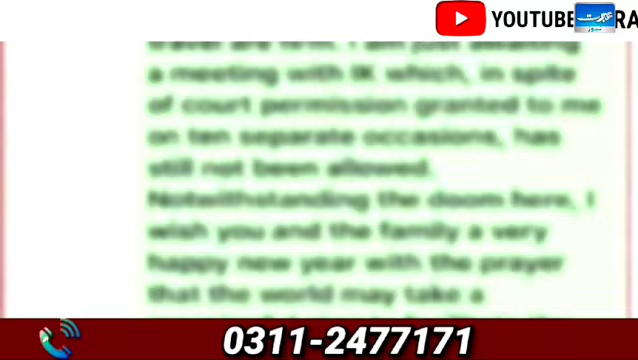 YOUTUBE
travel are firm. I am just awaiting
a meeting with IK which, in spite
of court permission granted to me
on ten separate occasions, has
still not been allowed.
Notwithstanding the doom here, I
wish you and the family a very
happy new year with the prayer
that the world may take a
0311-2477171